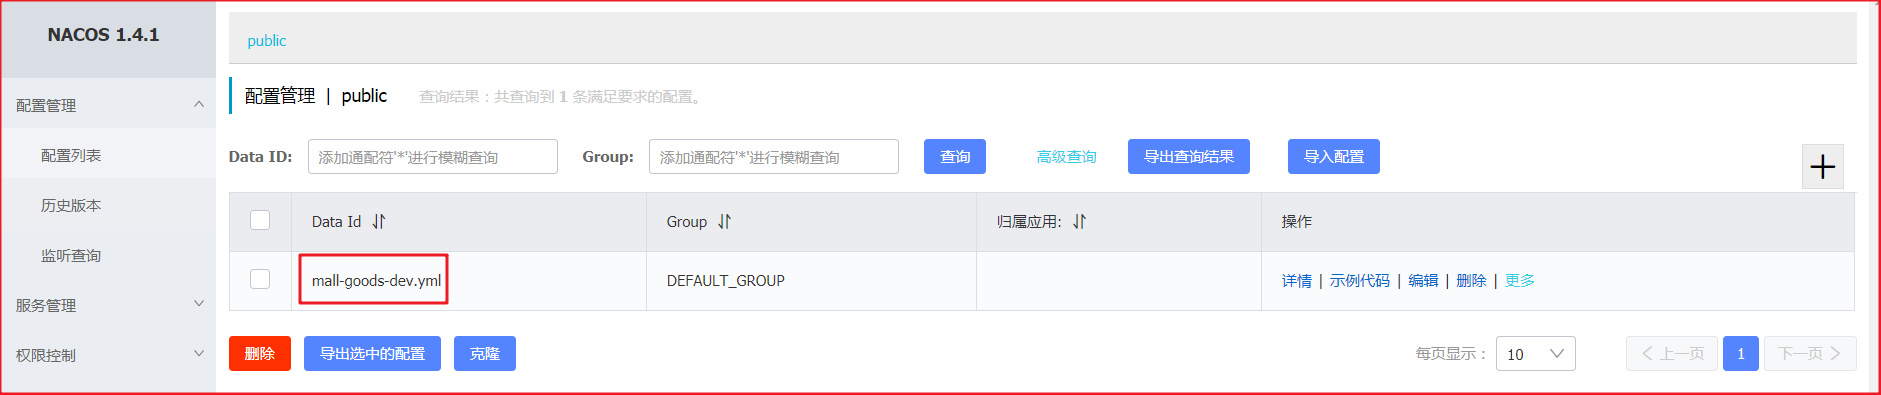 NACOS 1.4.1
配置管理
配置列表
历史版本
监听查询
服务管理
权限控制
public
配置管理 | public 查询结果：共查询到 1 条满足要求的配置。
Data ID: 添加通配符'*'进行模糊查询 Group: 添加通配符'*'进行模糊查询 查询 高级查询 导出查询结果 导入配置
Data Id Group 归属应用: 操作
mall-goods-dev.yml DEFAULT_GROUP 详情 | 示例代码 | 编辑 | 删除 | 更多
删除 导出选中的配置 克隆 每页显示： 10 上一页 1 下一页